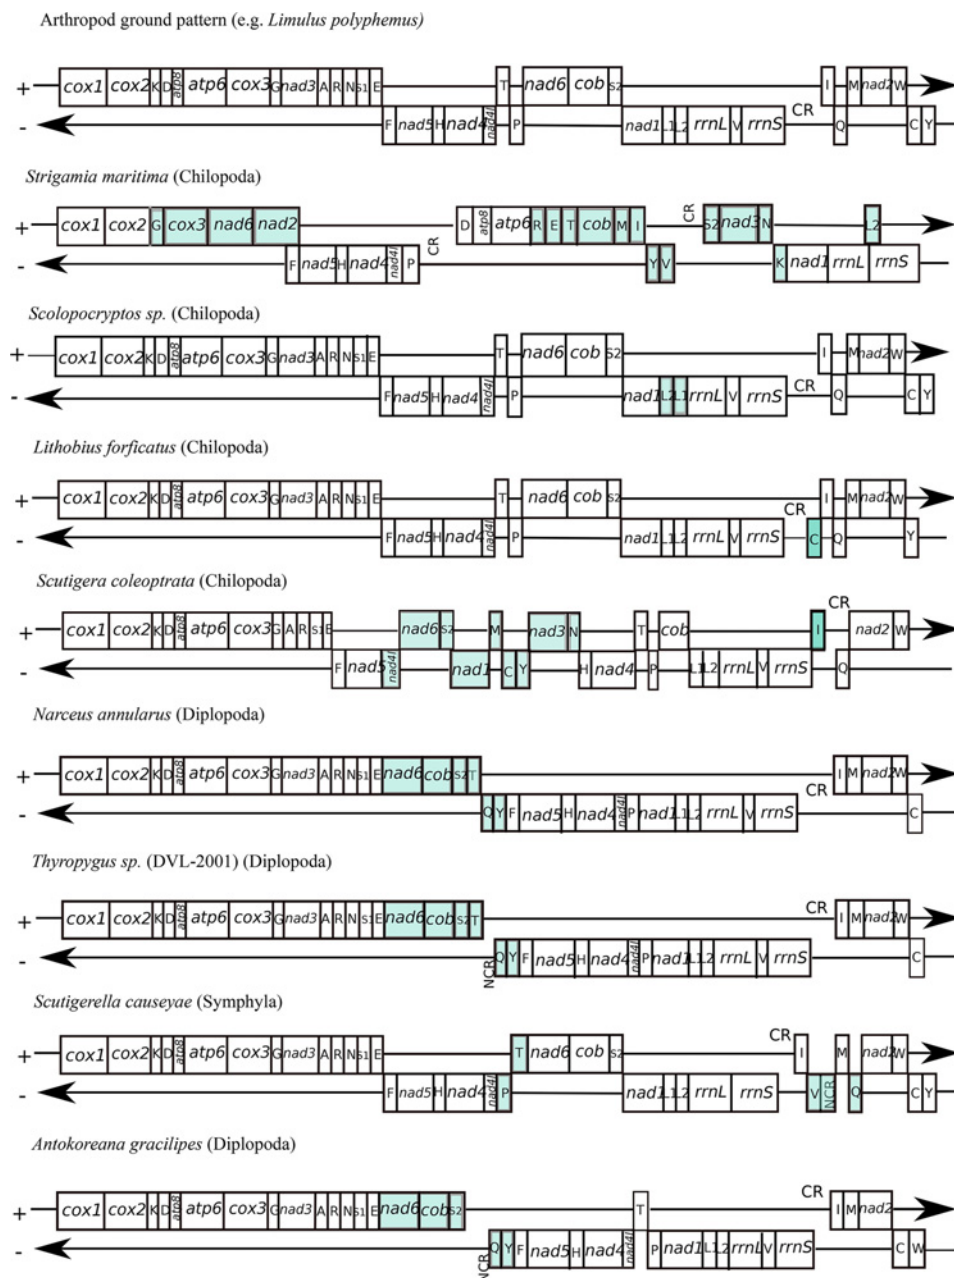 Arthropod ground pattern (e.g. Limulus polyphemus)
CR
+ cox1 cox2 K D atp8 atp6 cox3 G nad3 A R N S1 E T nad6 cob S2 I M nad2 W
- F nad5 H nad4 nad4l P nad1 L1 L2 rrnL V rrnS Q C Y
Strigamia maritima (Chilopoda)
CR
+ cox1 cox2 G cox3 nad6 nad2 D atp8 atp6 R E T cob M I S2 nad3 N L2
CR
- F nad5 H nad4 nad4l P Y V K nad1 rrnL rrnS
Scolopocryptos sp. (Chilopoda)
+ cox1 cox2 K D atp8 atp6 cox3 G nad3 A R N S1 E T nad6 cob S2 I M nad2 W
CR
- F nad5 H nad4 nad4l P nad1 L2 L1 rrnL V rrnS Q C Y
Lithobius forficatus (Chilopoda)
+ cox1 cox2 K D atp8 atp6 cox3 G nad3 A R N S1 E T nad6 cob S2 I M nad2 W
CR
- F nad5 H nad4 nad4l P nad1 L1 L2 rrnL V rrnS C Q Y
Scutigera coleoptrata (Chilopoda)
CR
+ cox1 cox2 K D atp8 atp6 cox3 G A R S1 E nad6 S2 M nad3 N T cob I nad2 W
- F nad5 nad4l nad1 C Y H nad4 P L1 L2 rrnL V rrnS Q
Narceus annularus (Diplopoda)
+ cox1 cox2 K D atp8 atp6 cox3 G nad3 A R N S1 E nad6 cob S2 T I M nad2 W
CR
- Q Y F nad5 H nad4 nad4l P nad1 L1 L2 rrnL V rrnS C
Thyropygus sp. (DVL-2001) (Diplopoda)
CR
+ cox1 cox2 K D atp8 atp6 cox3 G nad3 A R N S1 E nad6 cob S2 T I M nad2 W
- NCR Q Y F nad5 H nad4 nad4l P nad1 L1 L2 rrnL V rrnS C
Scutigerella causeyae (Symphyla)
CR
+ cox1 cox2 K D atp8 atp6 cox3 G nad3 A R N S1 E T nad6 cob S2 I M nad2 W
- F nad5 H nad4 nad4l P nad1 L1 L2 rrnL rrnS V NCR Q C Y
Antokoreana gracilipes (Diplopoda)
CR
+ cox1 cox2 K D atp8 atp6 cox3 G nad3 A R N S1 E nad6 cob S2 T I M nad2
- NCR Q Y F nad5 H nad4 nad4l P nad1 L1 L2 rrnL V rrnS C W